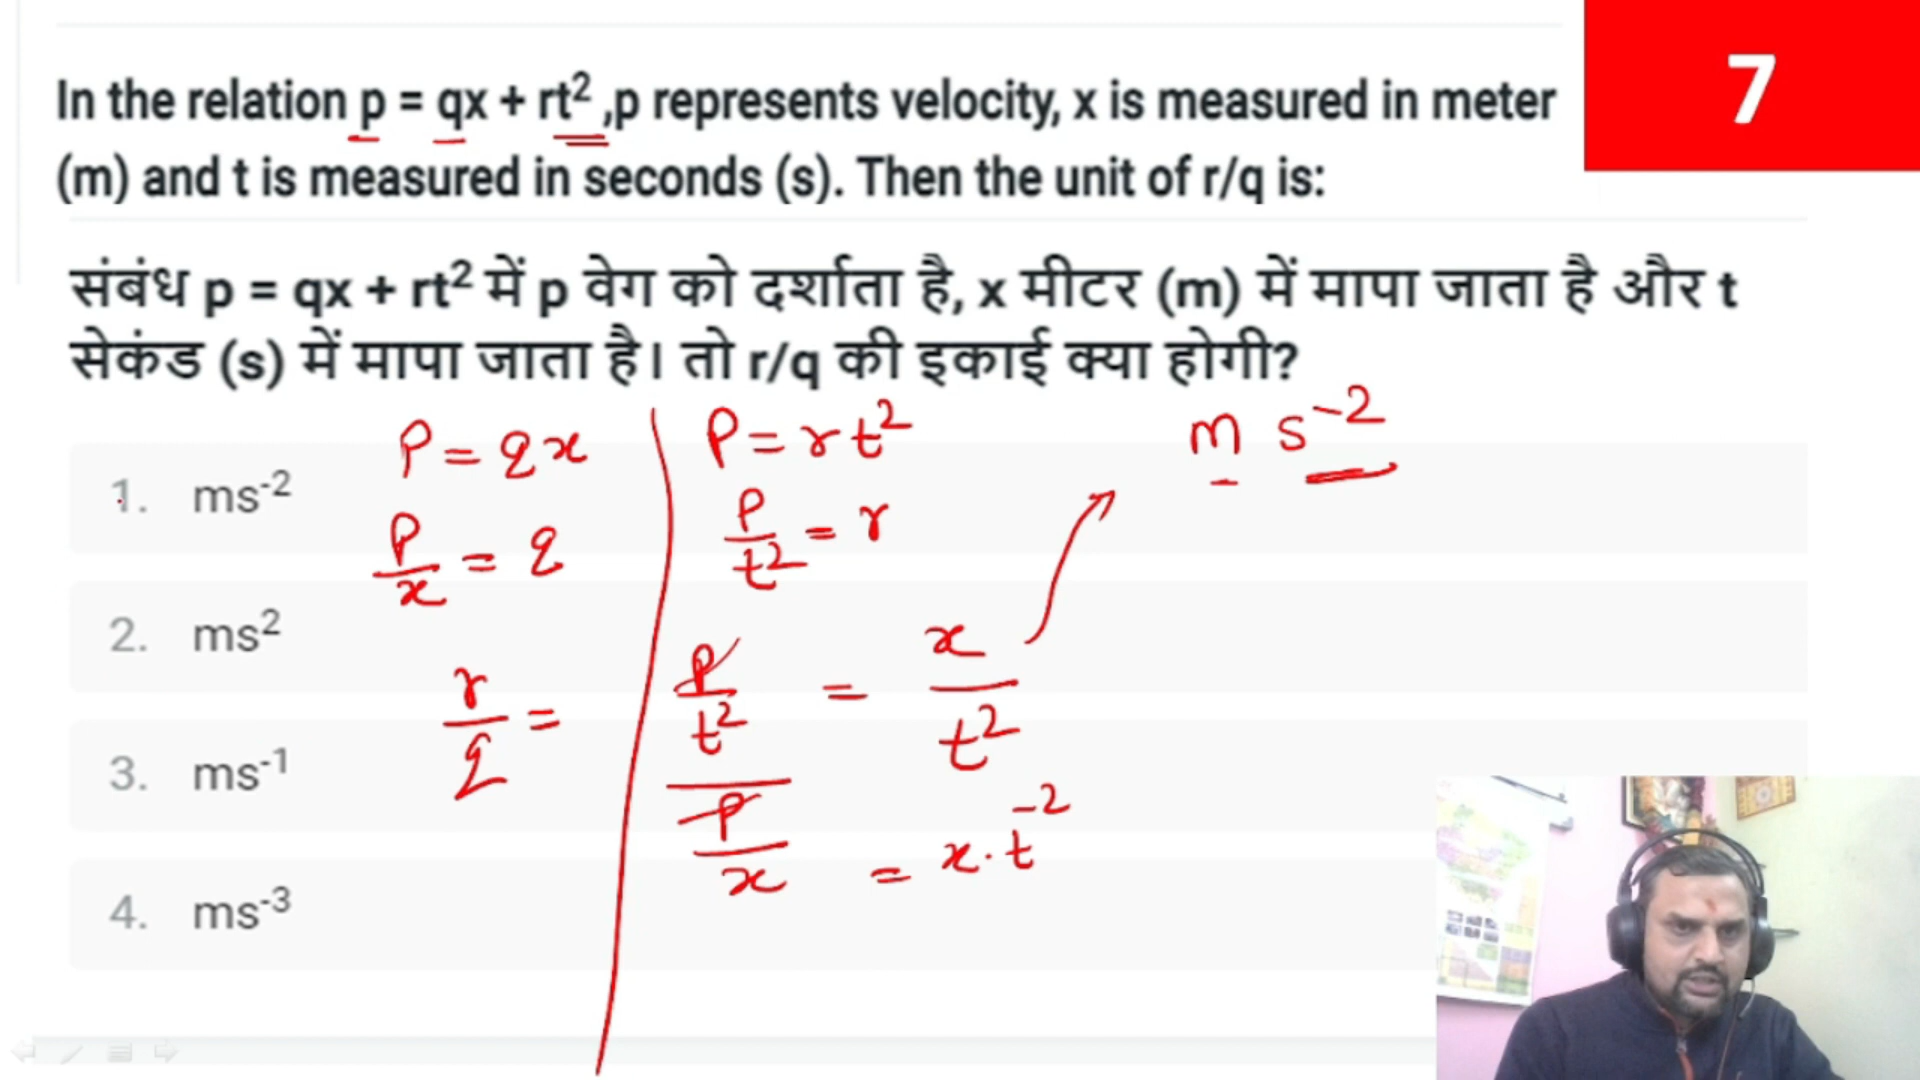 7
In the relation p = qx + rt² ,p represents velocity, x is measured in meter
(m) and t is measured in seconds (s). Then the unit of r/q is:
संबंध p = qx + rt² में p वेग को दर्शाता है, x मीटर (m) में मापा जाता है और t
सेकंड (s) में मापा जाता है। तो r/q की इकाई क्या होगी?
1. ms⁻²
2. ms²
3. ms⁻¹
4. ms⁻³
P = qx
P/x = q
r/q =
P = rt²
P/t² = r
P/t² / P/x = x/t²
= x·t⁻²
m s⁻²